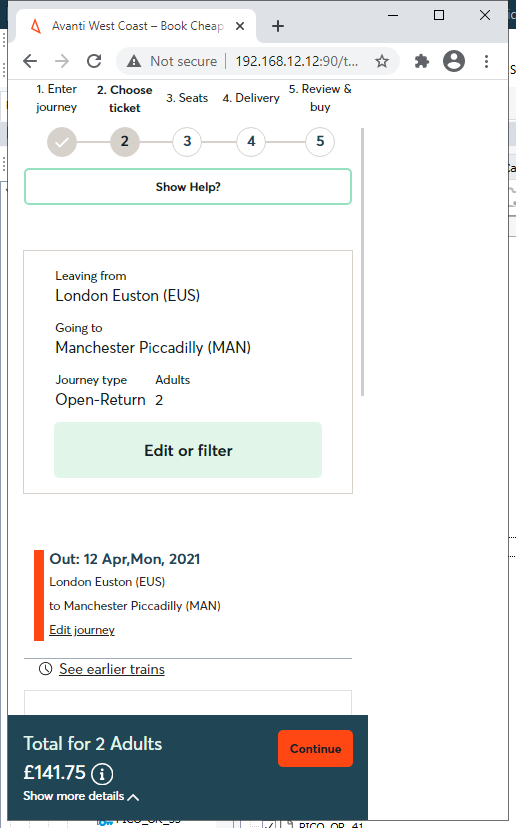 Avanti West Coast – Book Cheap
Not secure | 192.168.12.12:90/t...
1. Enter journey
2. Choose ticket
3. Seats
4. Delivery
5. Review & buy
2
3
4
5
Show Help?
Leaving from
London Euston (EUS)
Going to
Manchester Piccadilly (MAN)
Journey type Adults
Open-Return 2
Edit or filter
Out: 12 Apr,Mon, 2021
London Euston (EUS)
to Manchester Piccadilly (MAN)
Edit journey
See earlier trains
Total for 2 Adults
£141.75
Continue
Show more details